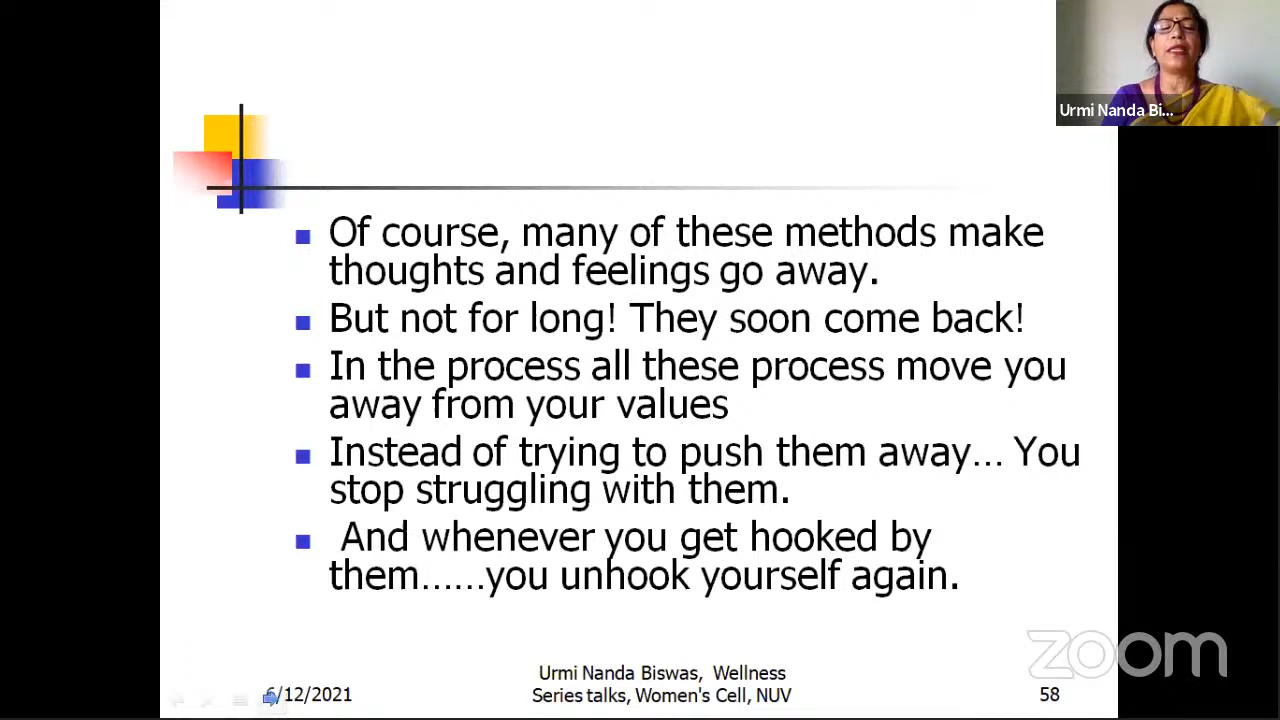 Urmi Nanda Bi...
Of course, many of these methods make
thoughts and feelings go away.
But not for long! They soon come back!
In the process all these process move you
away from your values
Instead of trying to push them away... You
stop struggling with them.
And whenever you get hooked by
them......you unhook yourself again.
6/12/2021
Urmi Nanda Biswas, Wellness
Series talks, Women's Cell, NUV
58
zoom